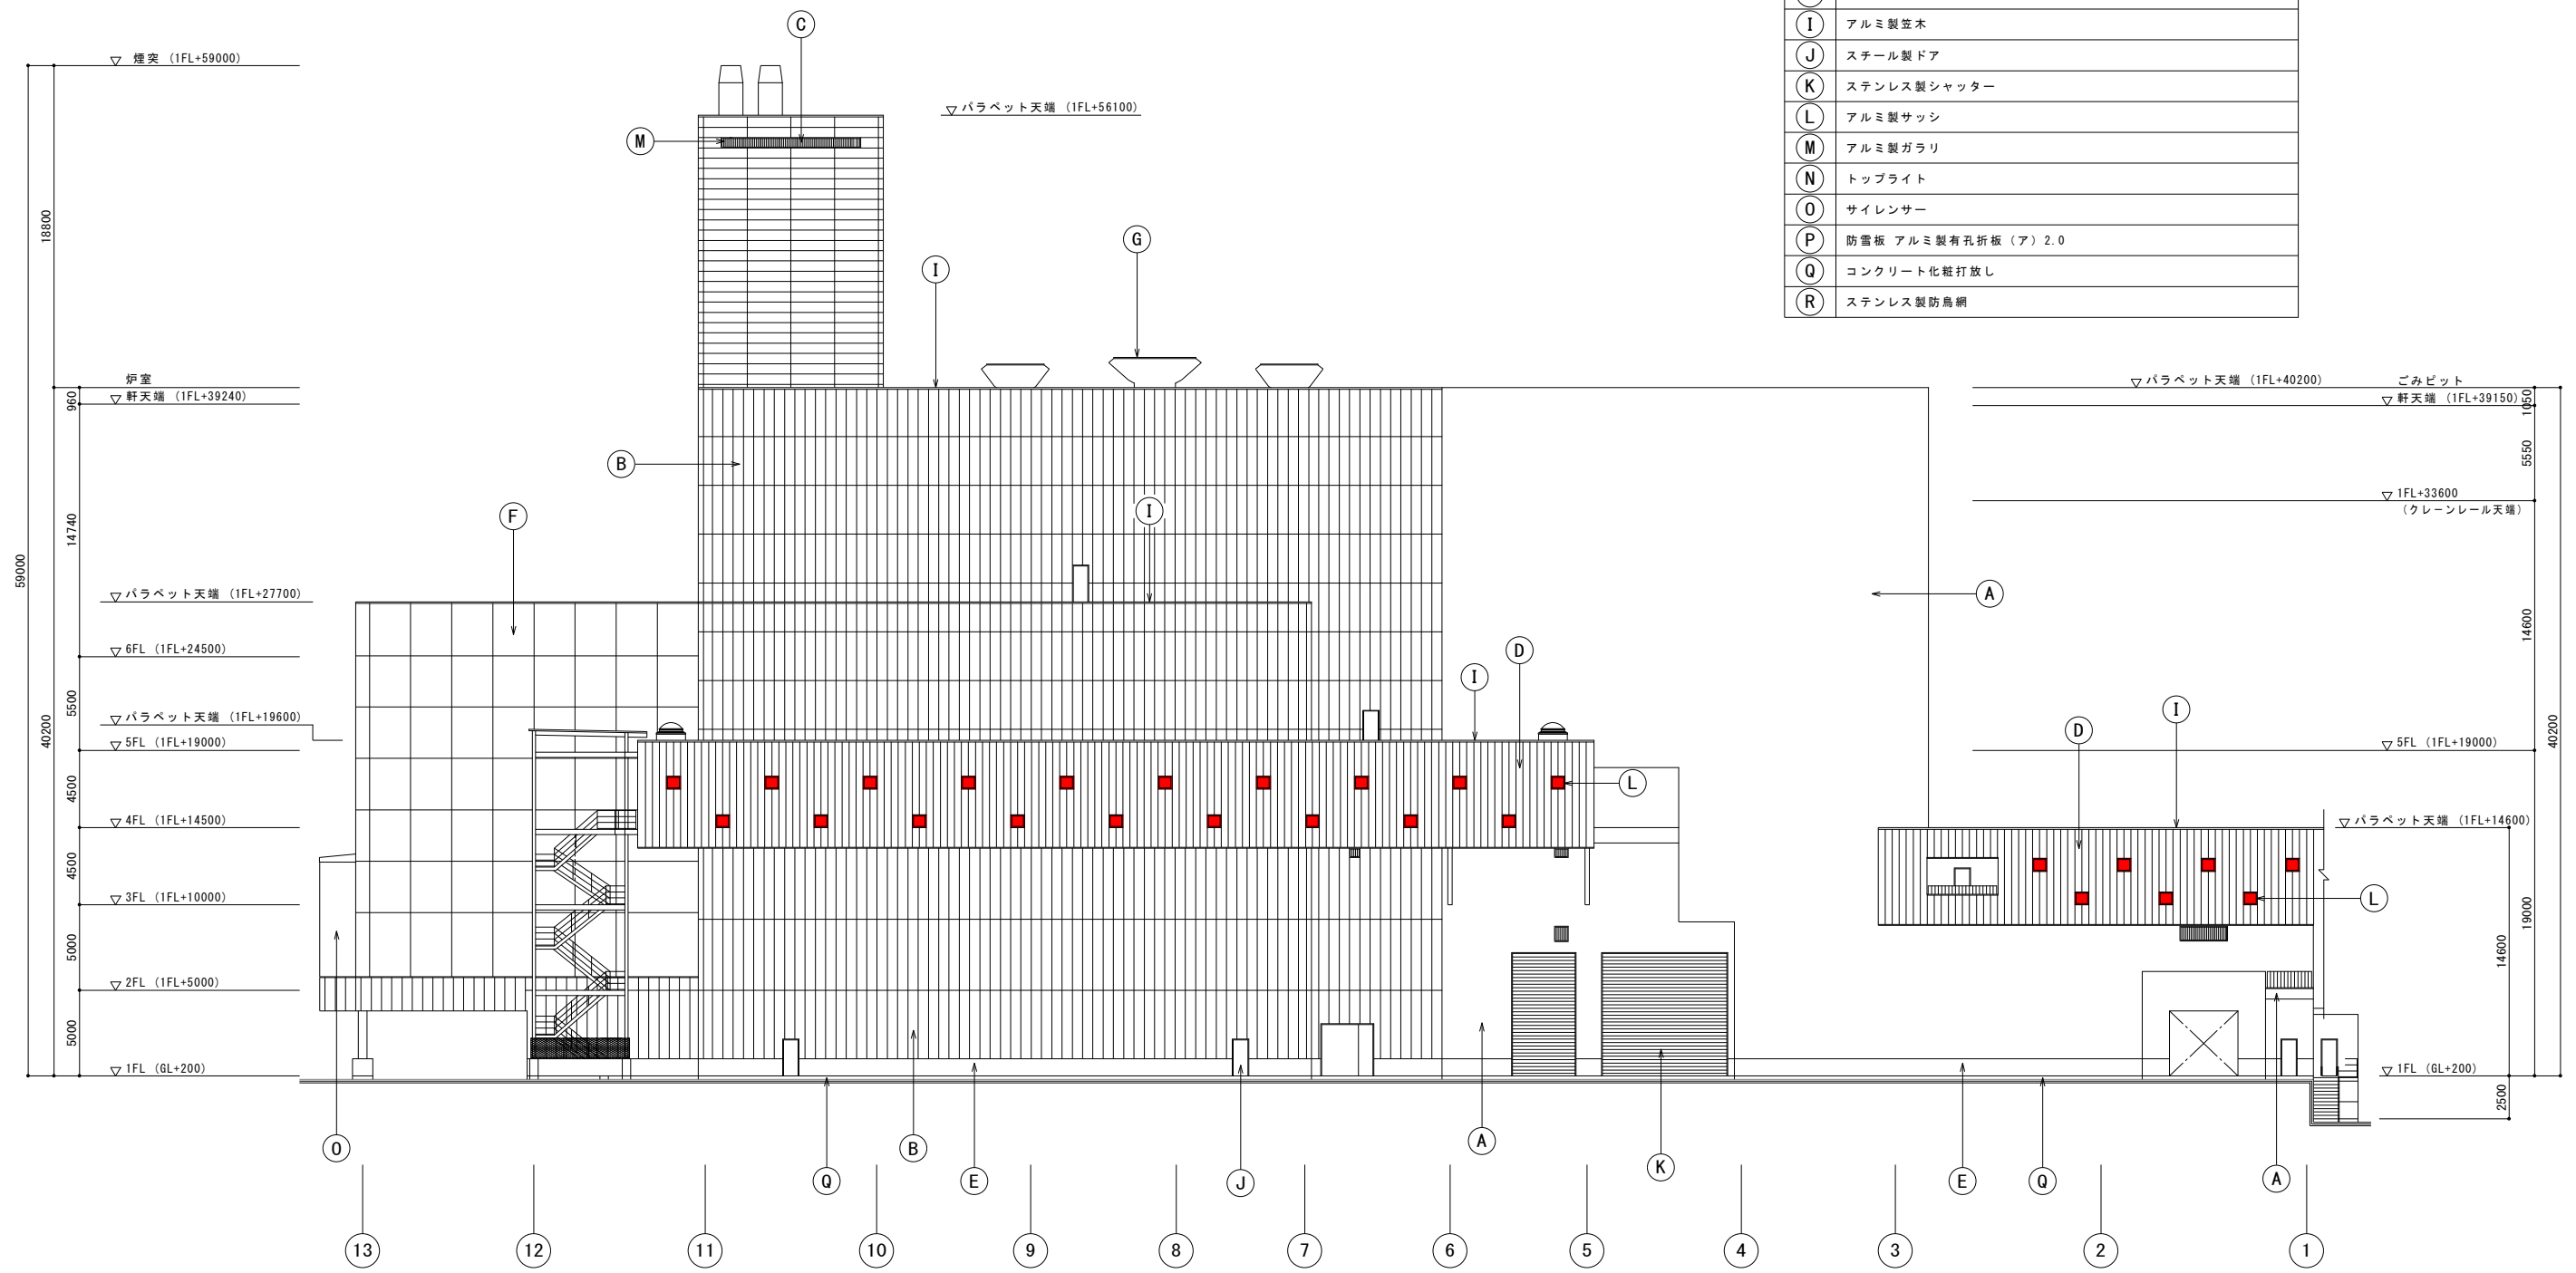 I アルミ製笠木
J スチール製ドア
K ステンレス製シャッター
L アルミ製サッシ
M アルミ製ガラリ
N トップライト
O サイレンサー
P 防雪板 アルミ製有孔折板（ア）2.0
Q コンクリート化粧打放し
R ステンレス製防鳥網
C
▽ 煙突 (1FL+59000)
▽ パラペット天端 (1FL+56100)
M
18800
G
I
炉室
▽ 軒天端 (1FL+39240)
960
▽ パラペット天端 (1FL+40200) ごみピット
▽ 軒天端 (1FL+39150)
1050
5550
B
▽ 1FL+33600
（クレーンレール天端）
I
F
14740
59000
A
▽ パラペット天端 (1FL+27700)
14600
▽ 6FL (1FL+24500)
D
I
5500
I
D
▽ パラペット天端 (1FL+19600)
40200
▽ 5FL (1FL+19000)
▽ 5FL (1FL+19000)
40200
4500
L
▽ 4FL (1FL+14500)
▽ パラペット天端 (1FL+14600)
4500
▽ 3FL (1FL+10000)
L
19000
5000
14600
▽ 2FL (1FL+5000)
5000
▽ 1FL (GL+200)
▽ 1FL (GL+200)
2500
O
B
A
Q
E
J
K
E
Q
A
13 12 11 10 9 8 7 6 5 4 3 2 1